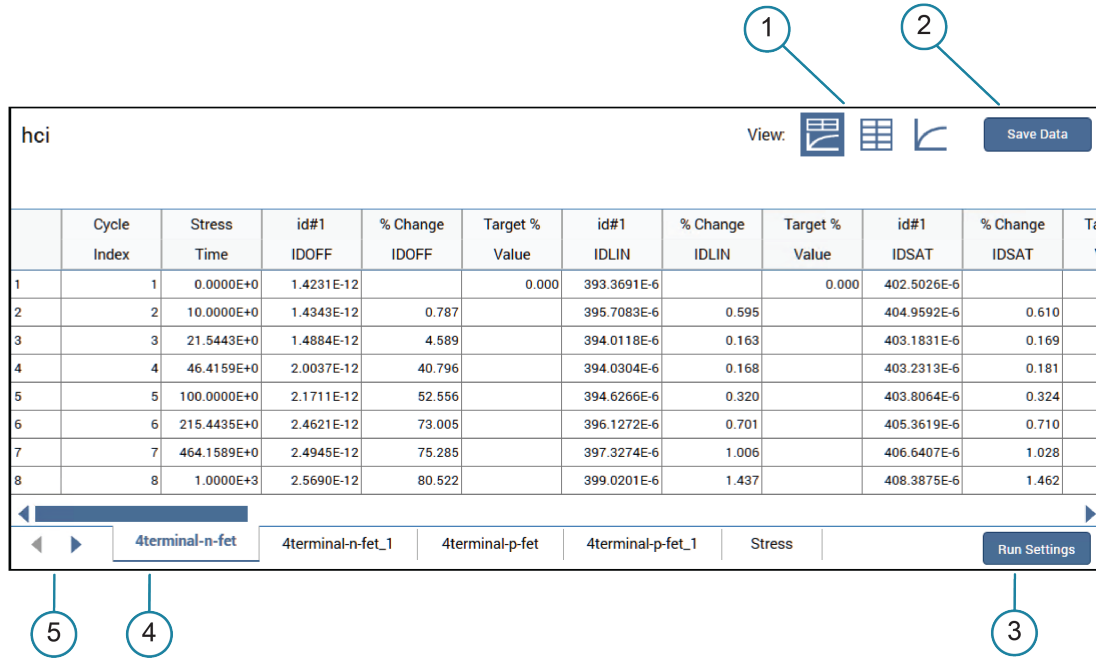 1 2
hci View: Save Data
Cycle Stress id#1 % Change Target % id#1 % Change Target % id#1 % Change Ta
Index Time IDOFF IDOFF Value IDLIN IDLIN Value IDSAT IDSAT
1 1 0.0000E+0 1.4231E-12 0.000 393.3691E-6 0.000 402.5026E-6
2 2 10.0000E+0 1.4343E-12 0.787 395.7083E-6 0.595 404.9592E-6 0.610
3 3 21.5443E+0 1.4884E-12 4.589 394.0118E-6 0.163 403.1831E-6 0.169
4 4 46.4159E+0 2.0037E-12 40.796 394.0304E-6 0.168 403.2313E-6 0.181
5 5 100.0000E+0 2.1711E-12 52.556 394.6266E-6 0.320 403.8064E-6 0.324
6 6 215.4435E+0 2.4621E-12 73.005 396.1272E-6 0.701 405.3619E-6 0.710
7 7 464.1589E+0 2.4945E-12 75.285 397.3274E-6 1.006 406.6407E-6 1.028
8 8 1.0000E+3 2.5690E-12 80.522 399.0201E-6 1.437 408.3875E-6 1.462
4terminal-n-fet 4terminal-n-fet_1 4terminal-p-fet 4terminal-p-fet_1 Stress Run Settings
5 4 3